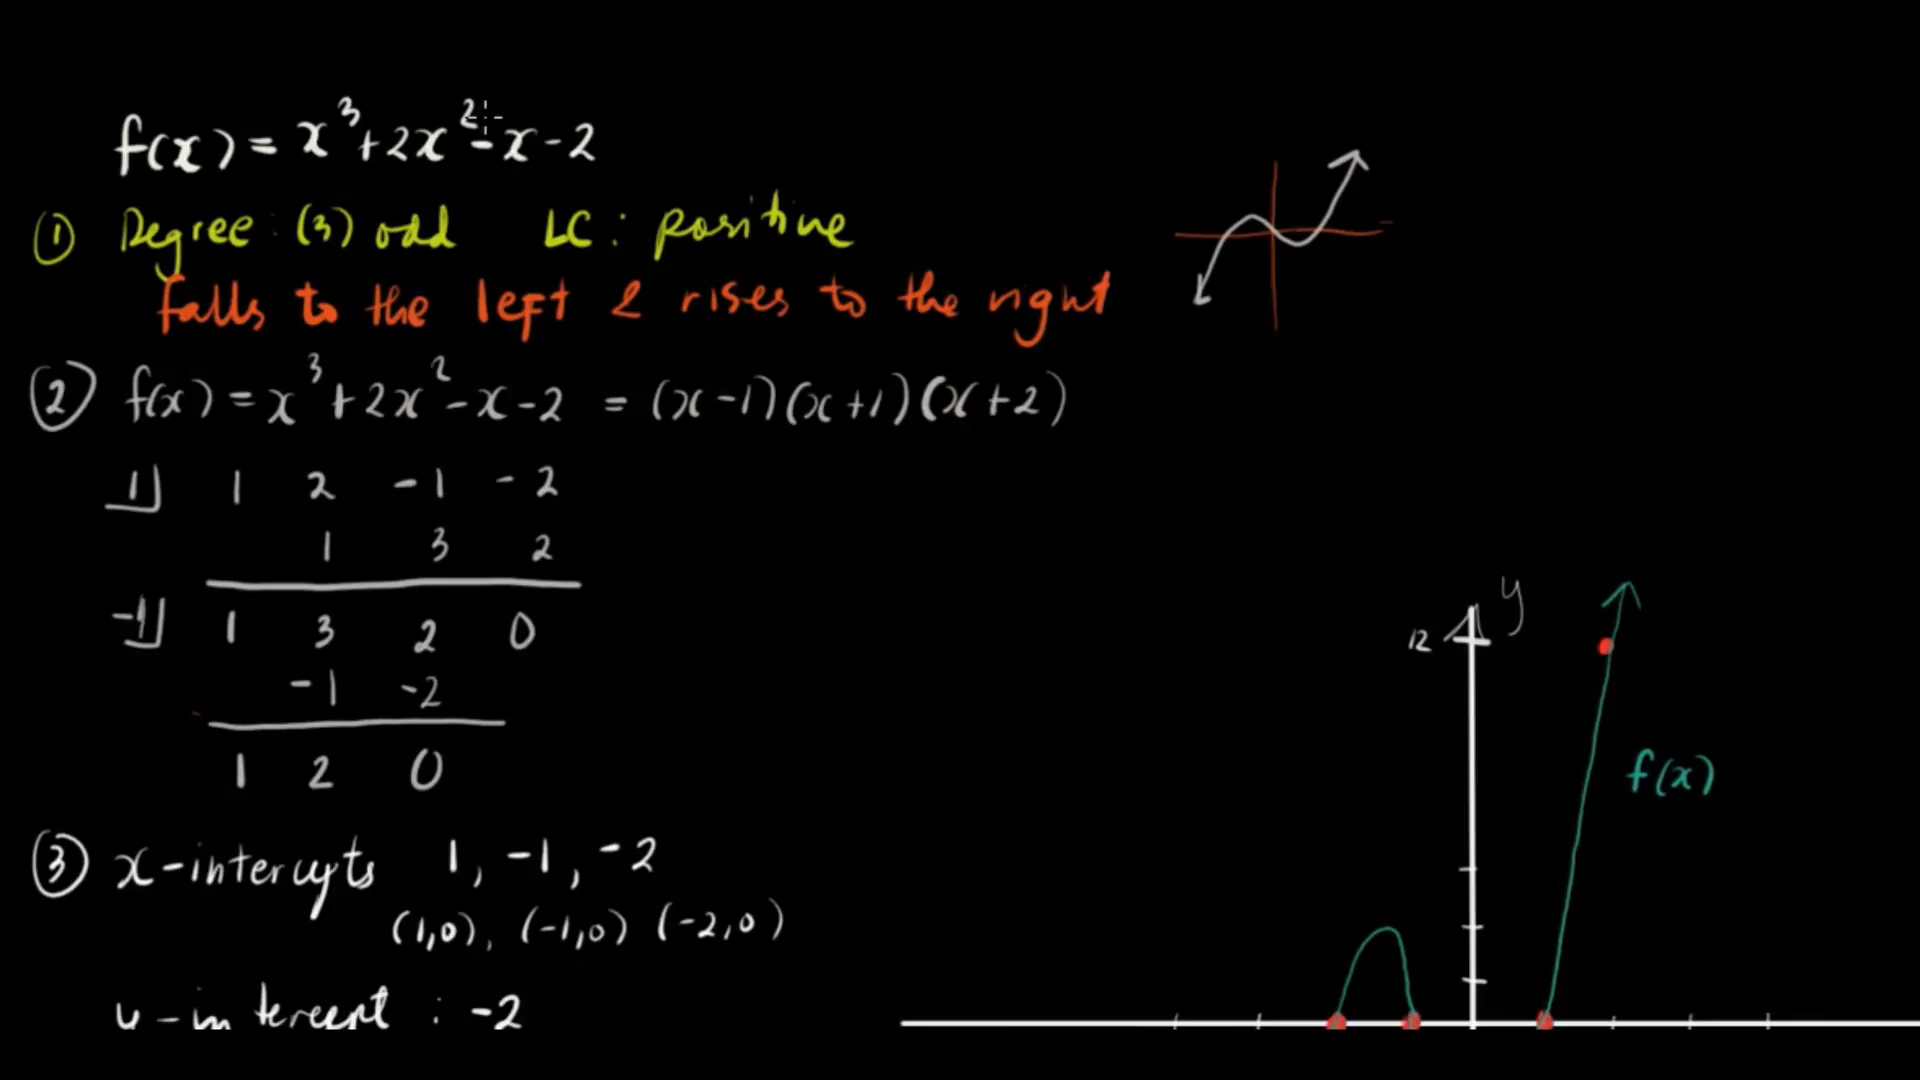 f(x) = x³+2x²-x-2
① Degree : (3) odd LC : positive
falls to the left & rises to the right
② f(x) = x³+2x²-x-2 = (x-1)(x+1)(x+2)
1⌋ 1 2 -1 -2
1 3 2
-1⌋ 1 3 2 0
-1 -2
1 2 0
③ x-intercepts 1, -1, -2
(1,0), (-1,0) (-2,0)
y-intercept : -2
y
12
f(x)